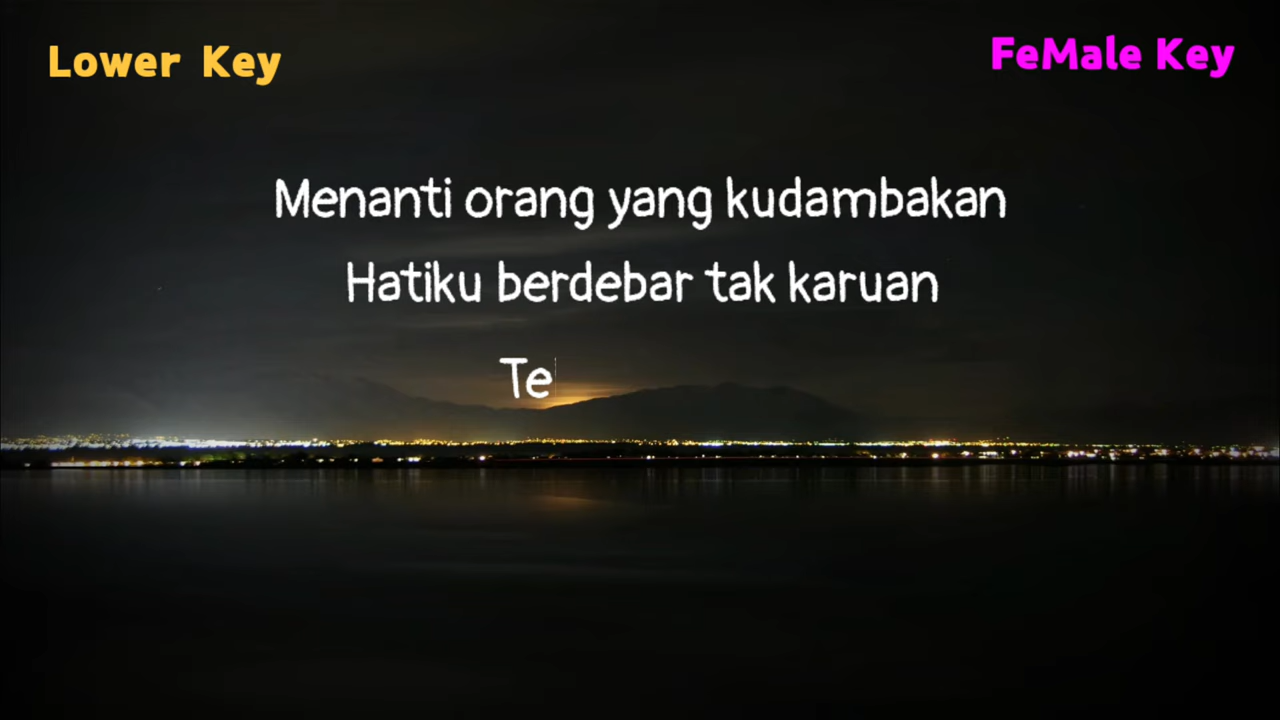 Lower Key
FeMale Key
Menanti orang yang kudambakan
Hatiku berdebar tak karuan
Te